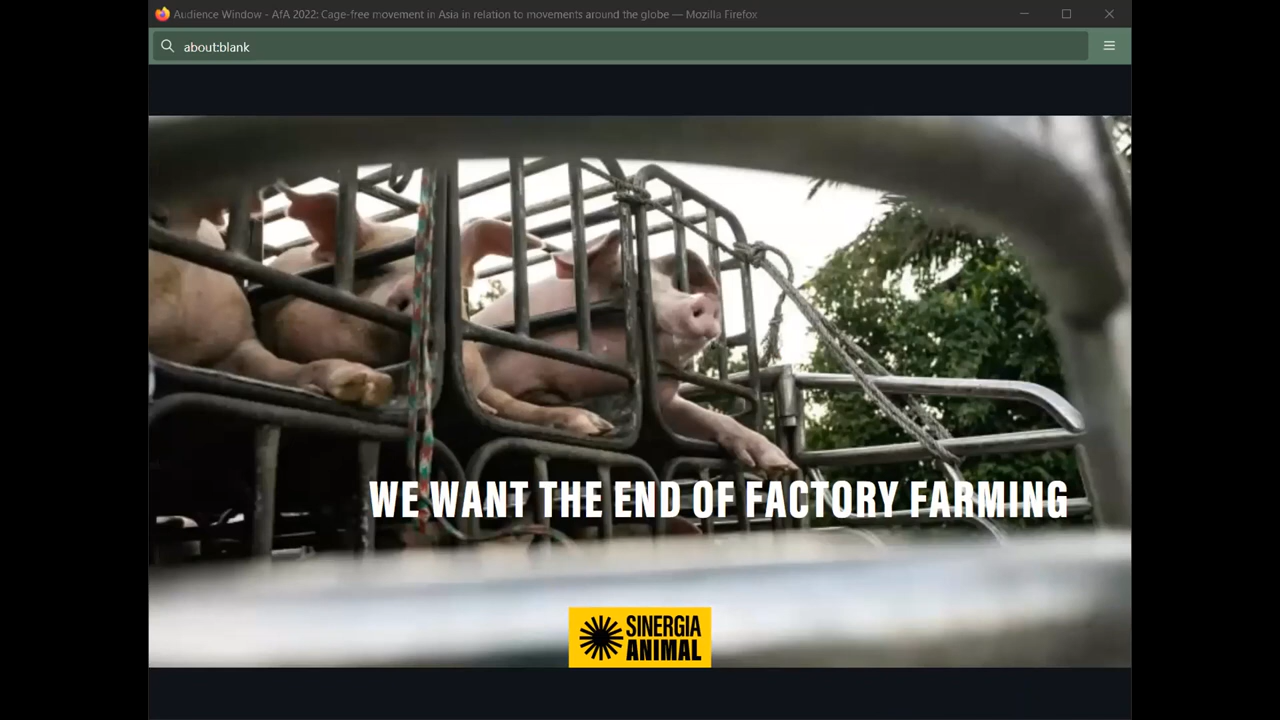 Audience Window - AfA 2022: Cage-free movement in Asia in relation to movements around the globe — Mozilla Firefox
about:blank
WE WANT THE END OF FACTORY FARMING
SINERGIA
ANIMAL